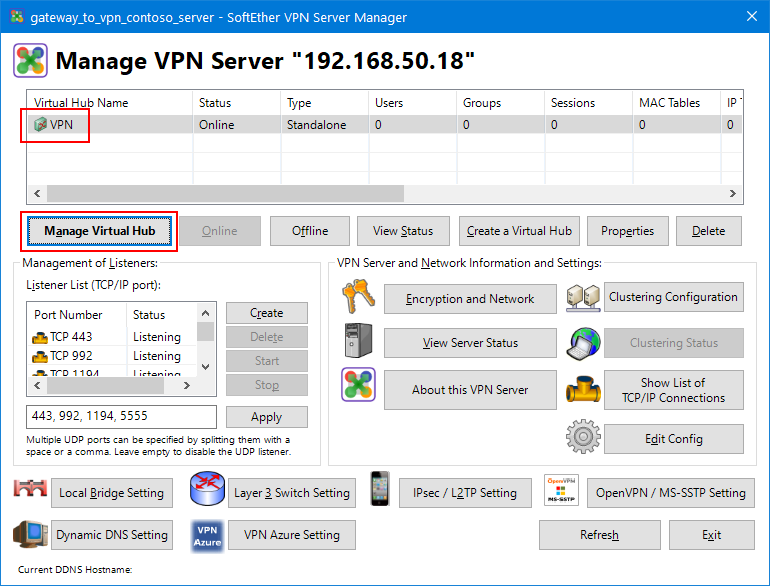 gateway_to_vpn_contoso_server - SoftEther VPN Server Manager
Manage VPN Server "192.168.50.18"
Virtual Hub Name Status Type Users Groups Sessions MAC Tables IP T
VPN Online Standalone 0 0 0 0 0
Manage Virtual Hub Online Offline View Status Create a Virtual Hub Properties Delete
Management of Listeners:
Listener List (TCP/IP port):
Port Number Status
TCP 443 Listening
TCP 992 Listening
TCP 1194 Listening
Create
Delete
Start
Stop
443, 992, 1194, 5555
Apply
Multiple UDP ports can be specified by splitting them with a
space or a comma. Leave empty to disable the UDP listener.
VPN Server and Network Information and Settings:
Encryption and Network
Clustering Configuration
View Server Status
Clustering Status
About this VPN Server
Show List of
TCP/IP Connections
Edit Config
Local Bridge Setting
Layer 3 Switch Setting
IPsec / L2TP Setting
OpenVPN
MS-SSTP
OpenVPN / MS-SSTP Setting
Dynamic DNS Setting
VPN
Azure
VPN Azure Setting
Refresh
Exit
Current DDNS Hostname: